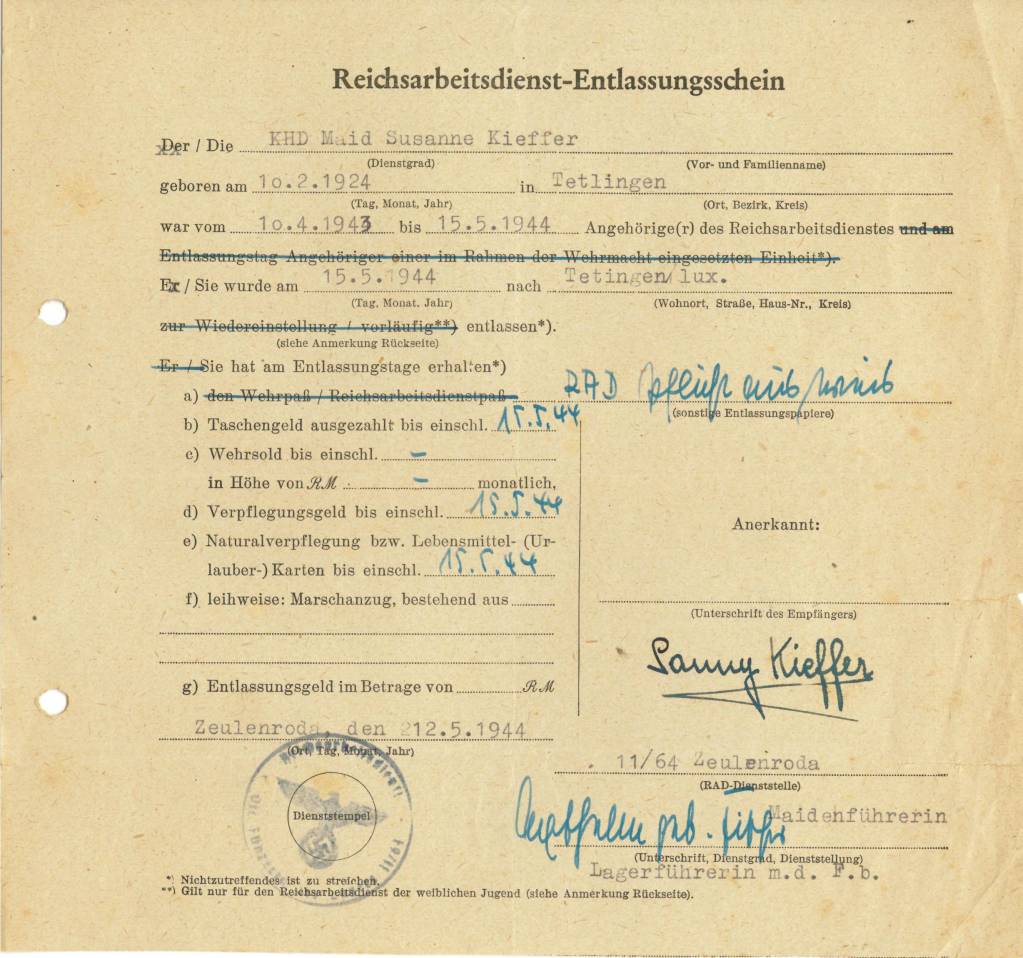 Reichsarbeitsdienst-Entlassungsschein
Der / Die KHD Maid Susanne Kieffer
(Dienstgrad) (Vor- und Familienname)
geboren am 1o.2.1924 in Tetlingen
(Tag, Monat, Jahr) (Ort, Bezirk, Kreis)
war vom 1o.4.1943 bis 15.5.1944 Angehörige(r) des Reichsarbeitsdienstes und am
Entlassungstag Angehöriger einer im Rahmen der Wehrmacht eingesetzten Einheit*).
Er / Sie wurde am 15.5.1944 nach Tetingen/lux.
(Tag, Monat, Jahr) (Wohnort, Straße, Haus-Nr., Kreis)
zur Wiedereinstellung / vorläufig**) entlassen*).
(siehe Anmerkung Rückseite)
Er / Sie hat am Entlassungstage erhalten*)
a) den Wehrpaß / Reichsarbeitsdienstpaß RAD Pflichtausweis
(sonstige Entlassungspapiere)
b) Taschengeld ausgezahlt bis einschl. 15.5.44
c) Wehrsold bis einschl. –
in Höhe von RM – monatlich,
d) Verpflegungsgeld bis einschl. 15.5.44
e) Naturalverpflegung bzw. Lebensmittel- (Ur-
lauber-) Karten bis einschl. 15.5.44
f) leihweise: Marschanzug, bestehend aus
g) Entlassungsgeld im Betrage von RM
Anerkannt:
(Unterschrift des Empfängers)
Sanny Kieffer
Zeulenroda, den 212.5.1944
(Ort, Tag, Monat, Jahr)
Dienststempel
11/64 Zeulenroda
(RAD-Dienststelle)
geb.
Maidenführerin
(Unterschrift, Dienstgrad, Dienststellung)
Lagerführerin m.d. F.b.
*) Nichtzutreffendes ist zu streichen.
**) Gilt nur für den Reichsarbeitsdienst der weiblichen Jugend (siehe Anmerkung Rückseite).